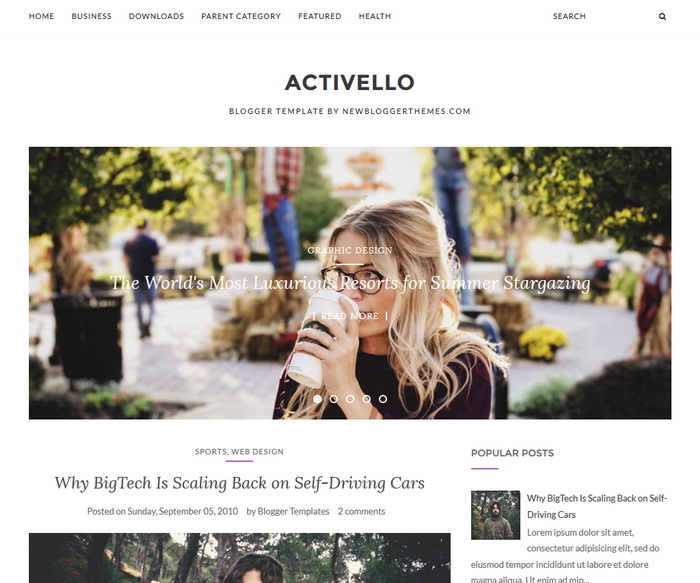 HOME BUSINESS DOWNLOADS PARENT CATEGORY FEATURED HEALTH SEARCH
ACTIVELLO
BLOGGER TEMPLATE BY NEWBLOGGERTHEMES.COM
GRAPHIC DESIGN
The World's Most Luxurious Resorts for Summer Stargazing
| READ MORE |
SPORTS, WEB DESIGN
Why BigTech Is Scaling Back on Self-Driving Cars
Posted on Sunday, September 05, 2010 by Blogger Templates 2 comments
POPULAR POSTS
Why BigTech Is Scaling Back on Self-
Driving Cars
Lorem ipsum dolor sit amet,
consectetur adipisicing elit, sed do
eiusmod tempor incididunt ut labore et dolore
magna aliqua. Ut enim ad min...